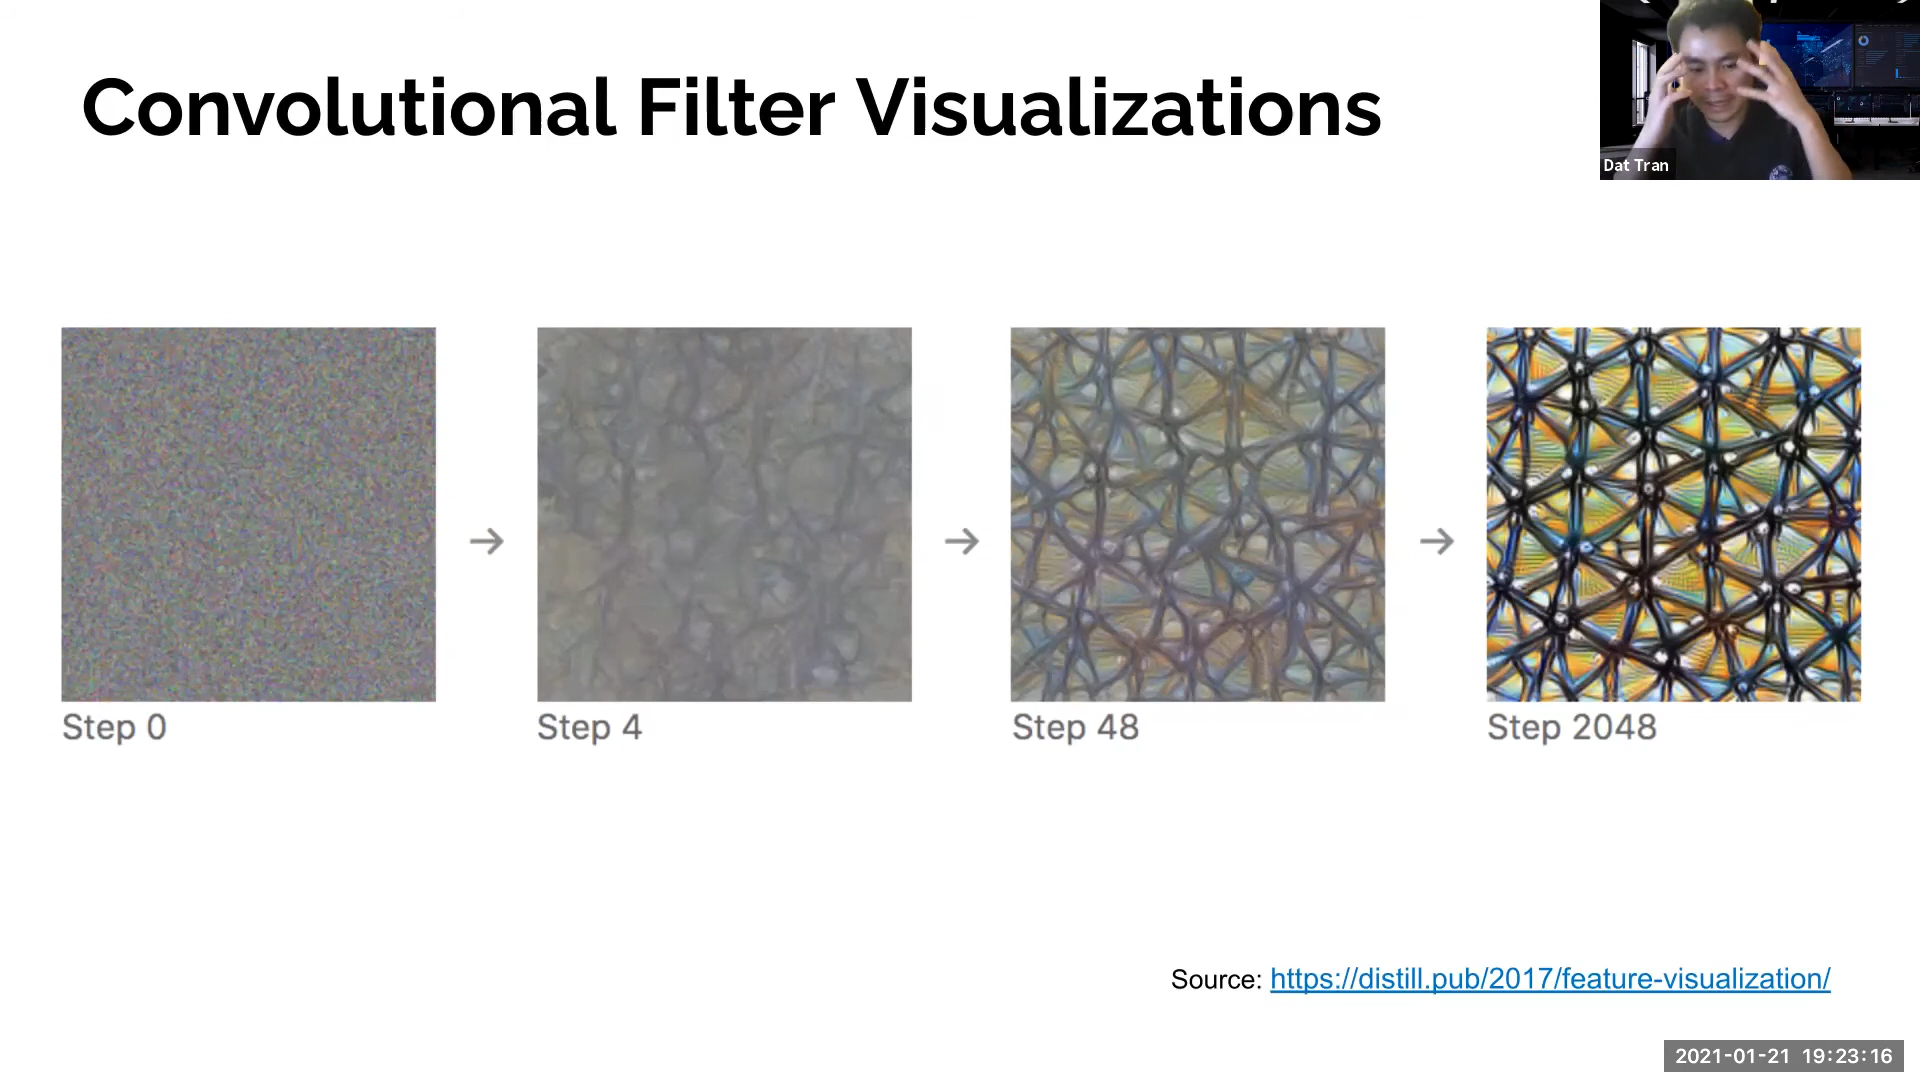 Convolutional Filter Visualizations
Dat Tran
Step 0
Step 4
Step 48
Step 2048
Source: https://distill.pub/2017/feature-visualization/
2021-01-21 19:23:16